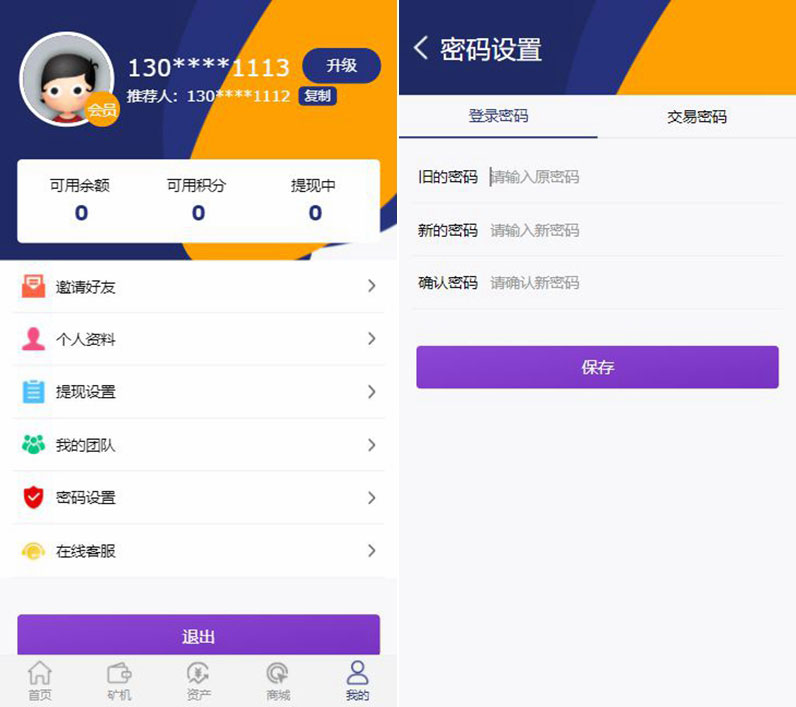 130****1113
升级
会员
推荐人：130****1112
复制
可用余额 可用积分 提现中
0 0 0
邀请好友
个人资料
提现设置
我的团队
密码设置
在线客服
退出
首页 矿机 资产 商城 我的
密码设置
登录密码 交易密码
旧的密码 请输入原密码
新的密码 请输入新密码
确认密码 请确认新密码
保存